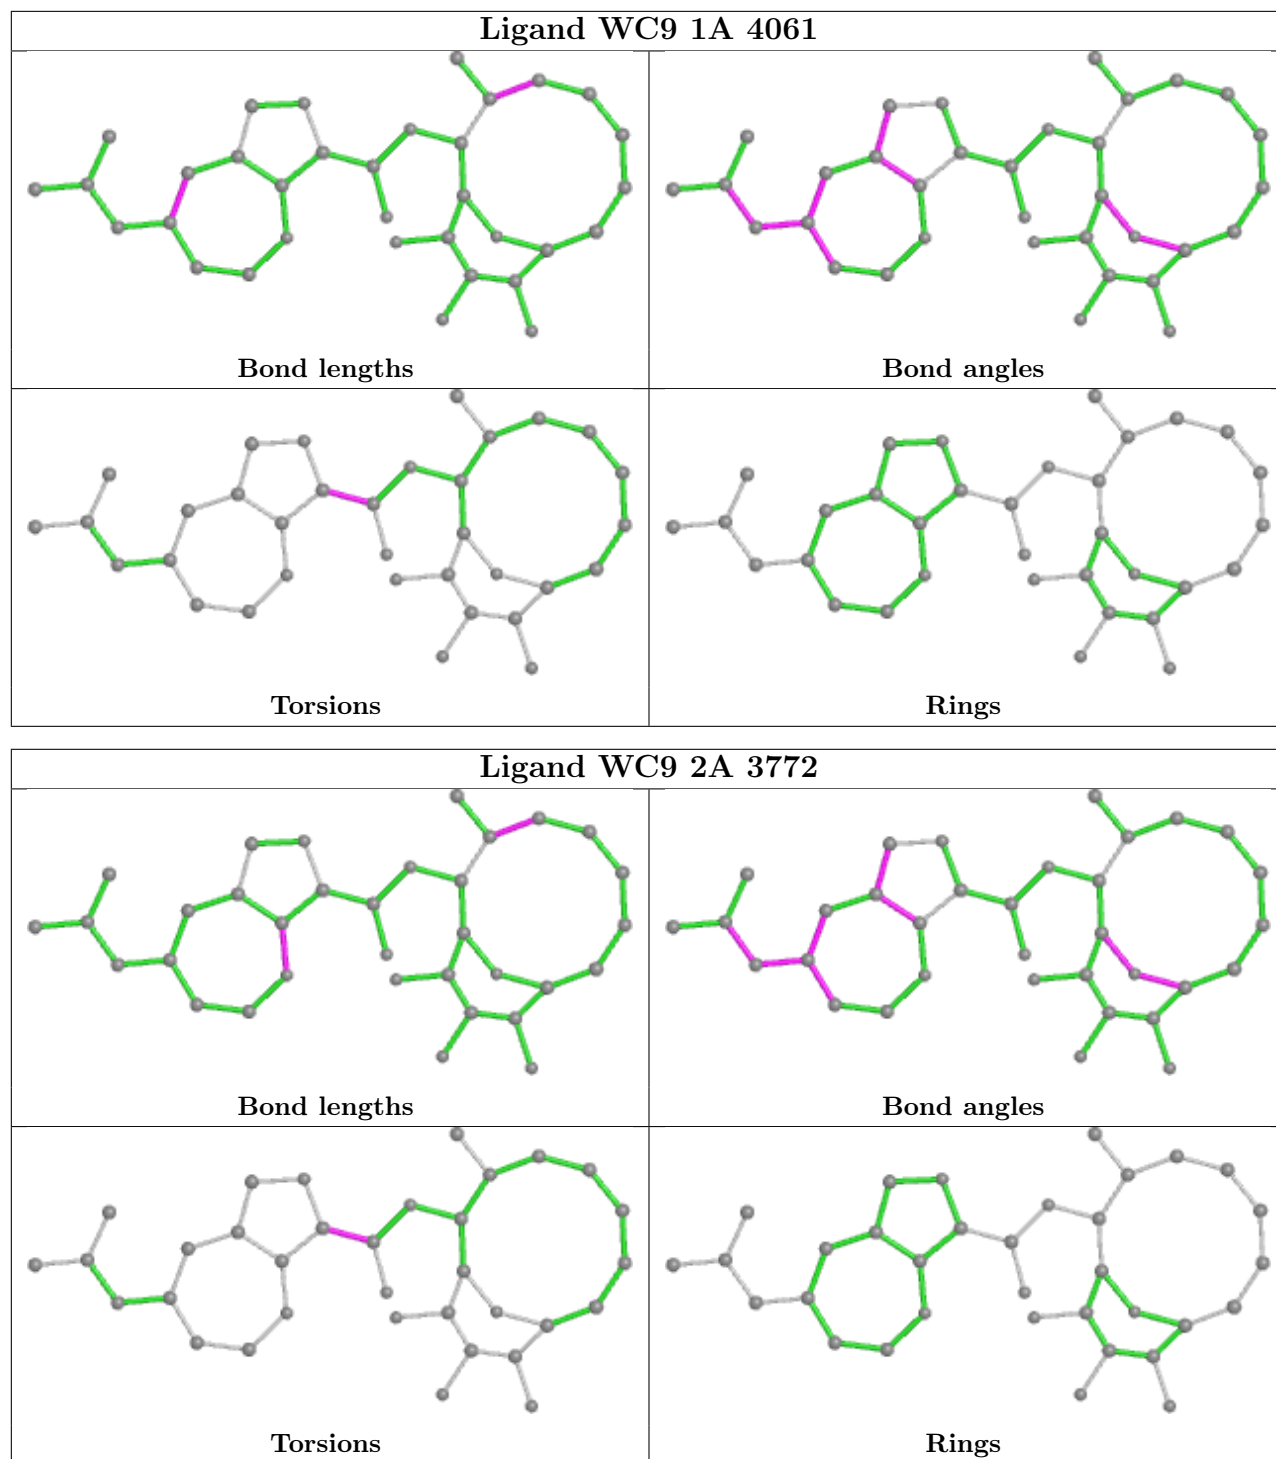 Ligand WC9 1A 4061
Bond lengths
Bond angles
Torsions
Rings
Ligand WC9 2A 3772
Bond lengths
Bond angles
Torsions
Rings